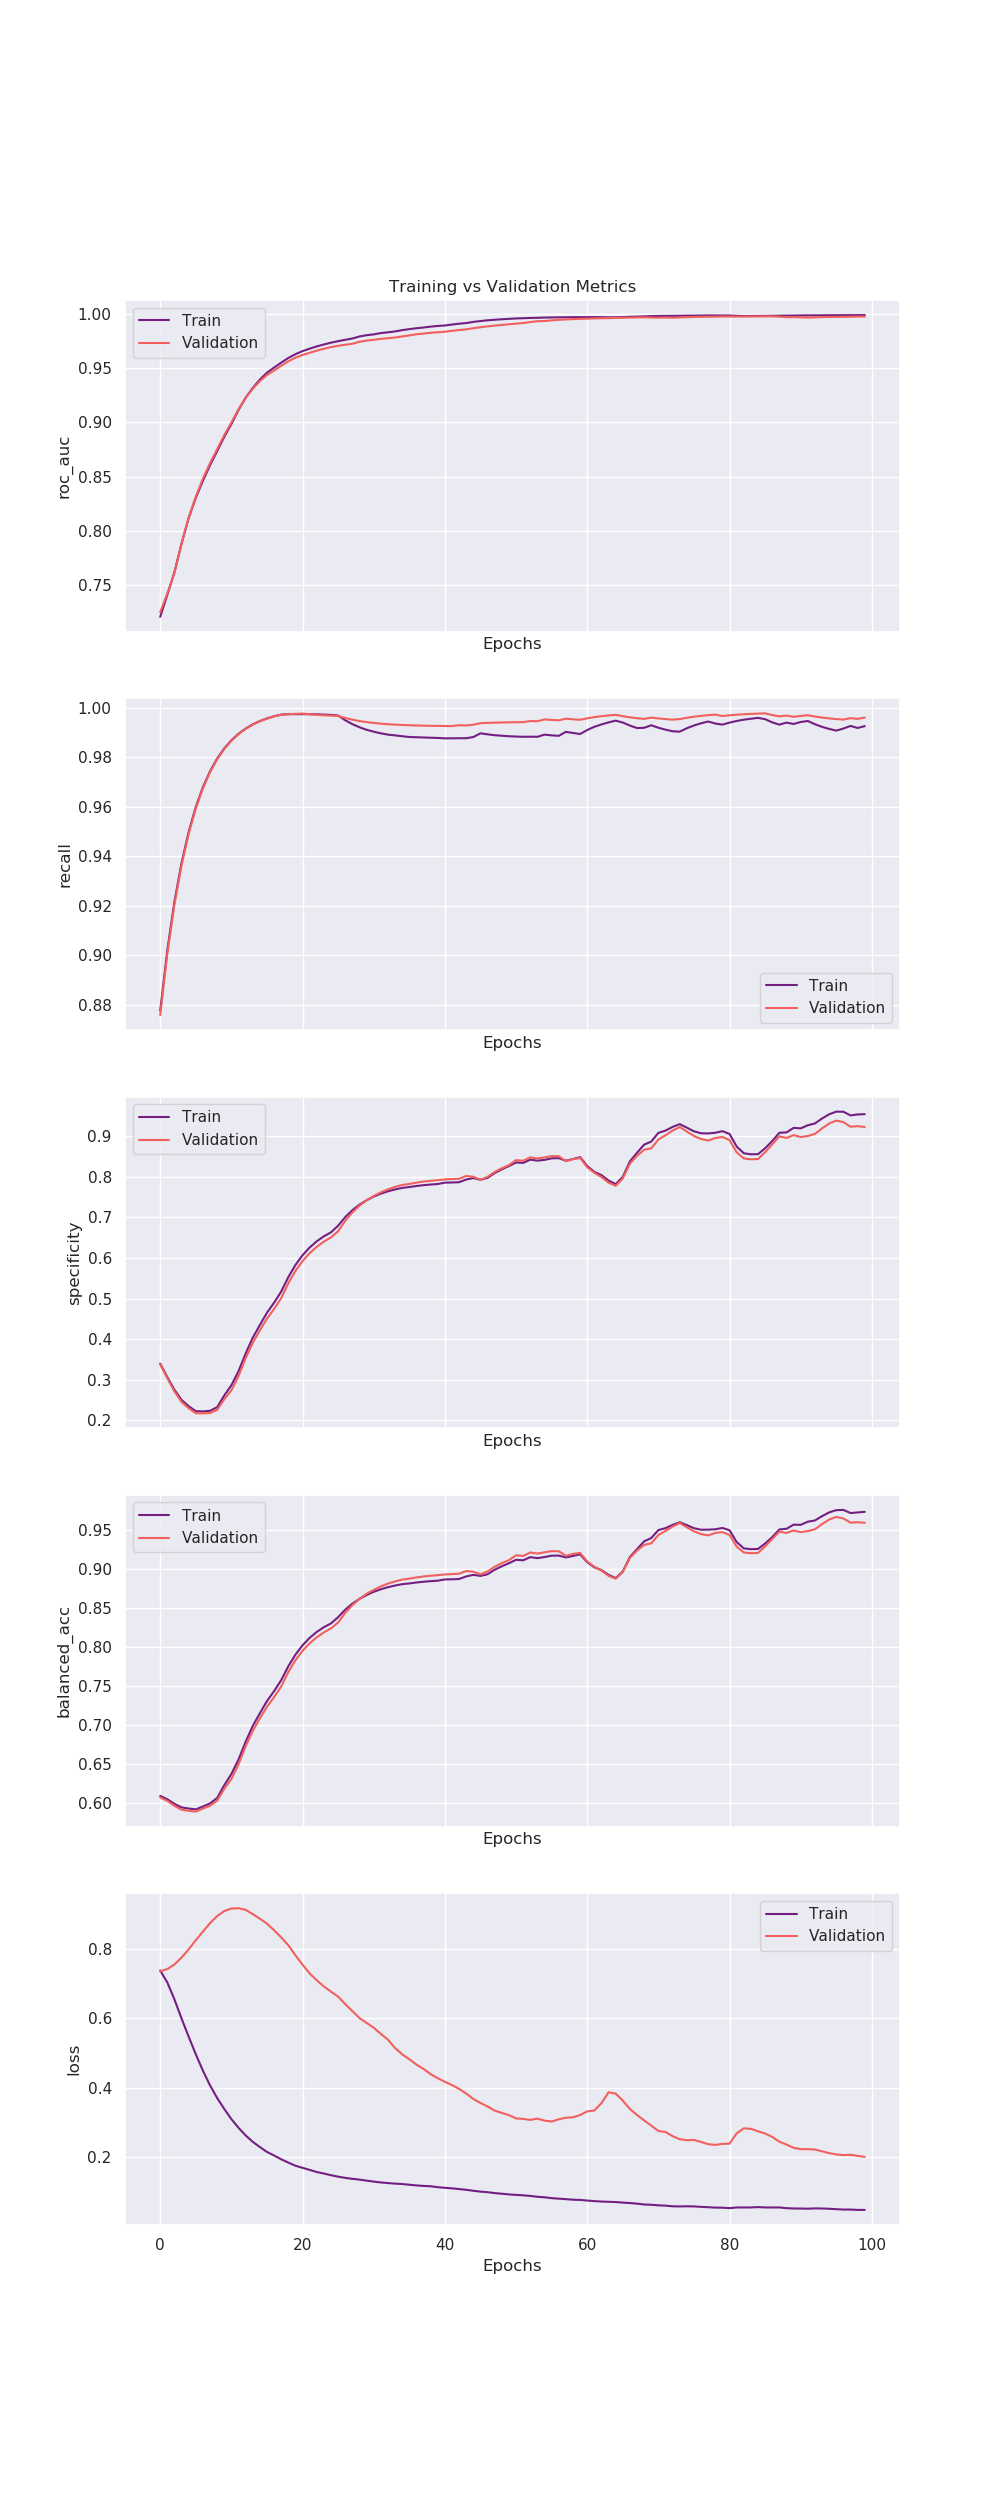 Training vs Validation Metrics
Train
Validation
1.00
0.95
0.90
0.85
0.80
0.75
roc_auc
Epochs
1.00
0.98
0.96
0.94
0.92
0.90
0.88
recall
Train
Validation
Epochs
Train
Validation
0.9
0.8
0.7
0.6
0.5
0.4
0.3
0.2
specificity
Epochs
Train
Validation
0.95
0.90
0.85
0.80
0.75
0.70
0.65
0.60
balanced_acc
Epochs
Train
Validation
0.8
0.6
0.4
0.2
loss
0 20 40 60 80 100
Epochs